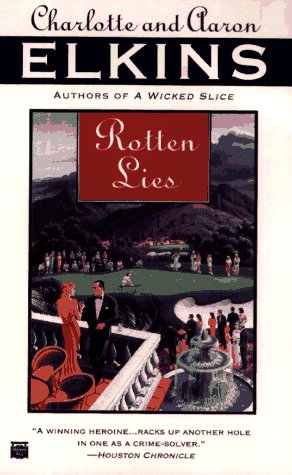 Charlotte and Aaron
ELKINS
AUTHORS OF A WICKED SLICE
Rotten
Lies
"A WINNING HEROINE...RACKS UP ANOTHER HOLE
IN ONE AS A CRIME-SOLVER."
—HOUSTON CHRONICLE